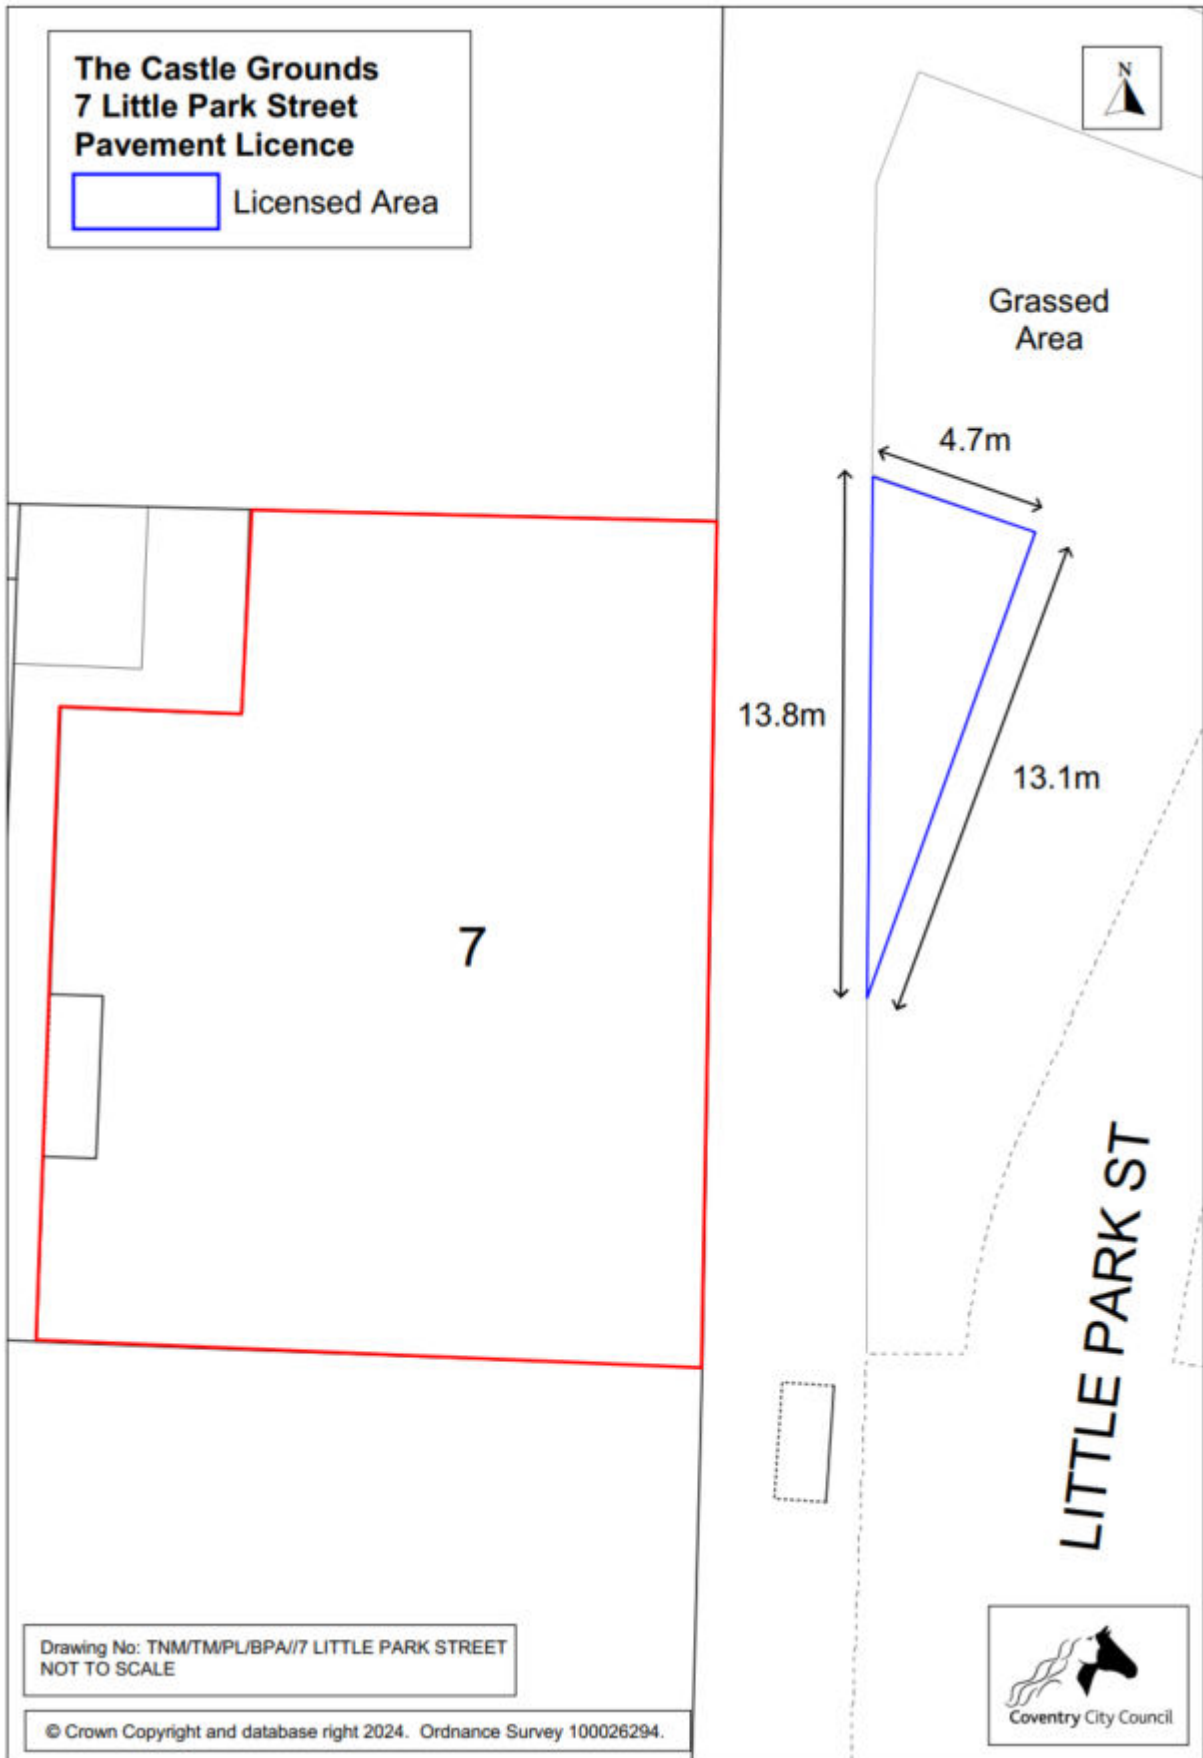 The Castle Grounds
7 Little Park Street
Pavement Licence
Licensed Area
N
Grassed
Area
4.7m
13.8m
13.1m
7
LITTLE PARK ST
Drawing No: TNM/TM/PL/BPA//7 LITTLE PARK STREET
NOT TO SCALE
© Crown Copyright and database right 2024. Ordnance Survey 100026294.
Coventry City Council